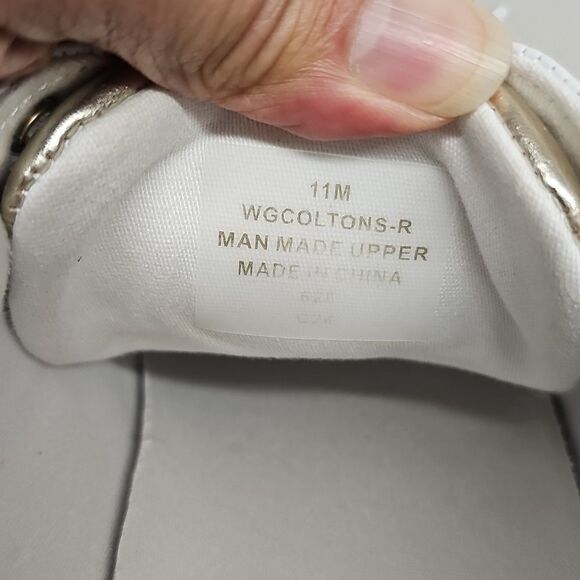 11M
WGCOLTONS-R
MAN MADE UPPER
MADE IN CHINA